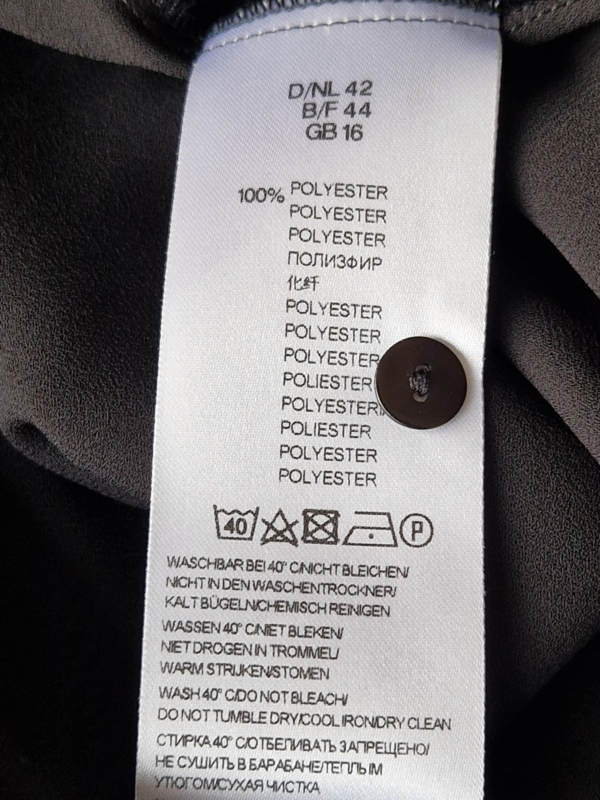 D/NL 42
B/F 44
GB 16
100% POLYESTER
POLYESTER
POLYESTER
ПОЛИЗФИР
化纤
POLYESTER
POLYESTER
POLYESTER
POLIESTER
POLYESTERI
POLIESTER
POLYESTER
POLYESTER
40 P
WASCHBAR BEI 40° C/NICHT BLEICHEN/
NICHT IN DEN WASCHENTROCKNER/
KALT BÜGELN/CHEMISCH REINIGEN
WASSEN 40° C/NIET BLEKEN/
NIET DROGEN IN TROMMEL/
WARM STRIJKEN/STOMEN
WASH 40° C/DO NOT BLEACH/
DO NOT TUMBLE DRY/COOL IRON/DRY CLEAN
СТИРКА 40° С/ОТБЕЛИВАТЬ ЗАПРЕЩЕНО/
НЕ СУШИТЬ В БАРАБАНЕ/ТЕПЛЫМ
УТЮГОМ/СУХАЯ ЧИСТКА